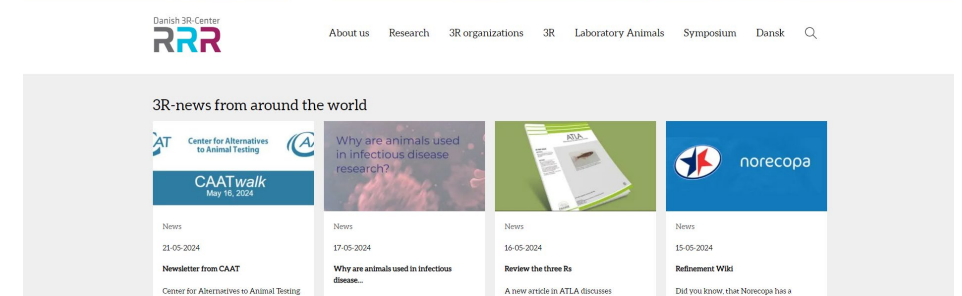 Danish 3R-Center
RRR
About us Research 3R organizations 3R Laboratory Animals Symposium Dansk
3R-news from around the world
AT Center for Alternatives
to Animal Testing
CAATwalk
May 16, 2024
Why are animals used
in infectious disease
research?
ATLA
norecopa
News
21-05-2024
Newsletter from CAAT
Center for Alternatives to Animal Testing
News
17-05-2024
Why are animals used in infectious
disease...
News
16-05-2024
Review the three Rs
A new article in ATLA discusses
News
15-05-2024
Refinement Wiki
Did you know, that Norecopa has a